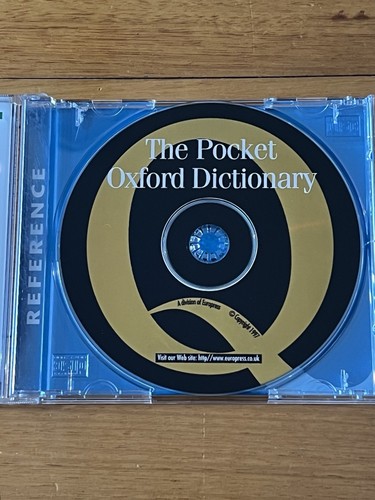 REFERENCE
The Pocket
Oxford Dictionary
A division of Europress
© Copyright 1997
Visit our Web site: http//www.europress.co.uk